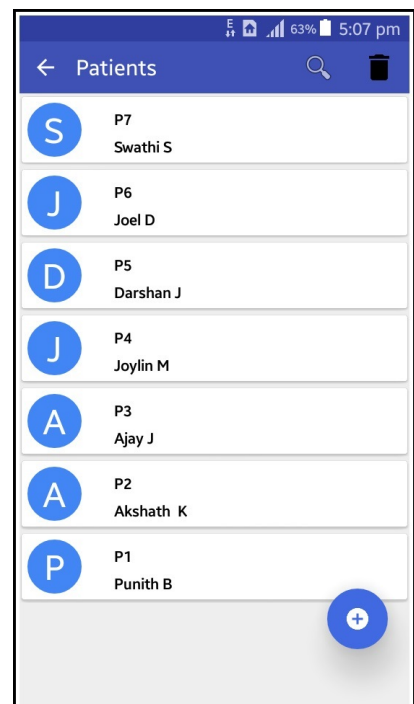 E
63% 5:07 pm
Patients
S
P7
Swathi S
J
P6
Joel D
D
P5
Darshan J
J
P4
Joylin M
A
P3
Ajay J
A
P2
Akshath K
P
P1
Punith B